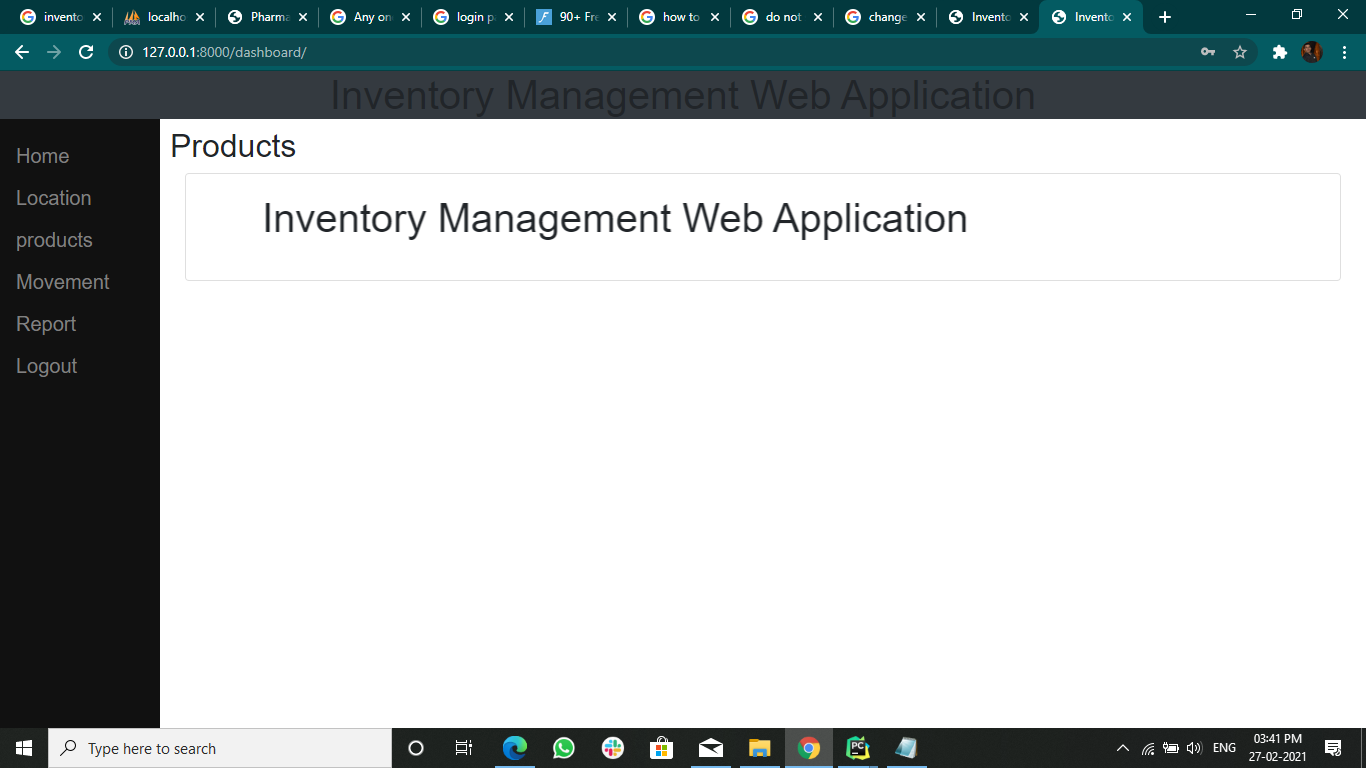 invento
localho
Pharma
Any on
login p
90+ Fre
how to
do not
change
Invento
Invento
127.0.0.1:8000/dashboard/
Inventory Management Web Application
Home
Location
products
Movement
Report
Logout
Products
Inventory Management Web Application
Type here to search
ENG
03:41 PM
27-02-2021